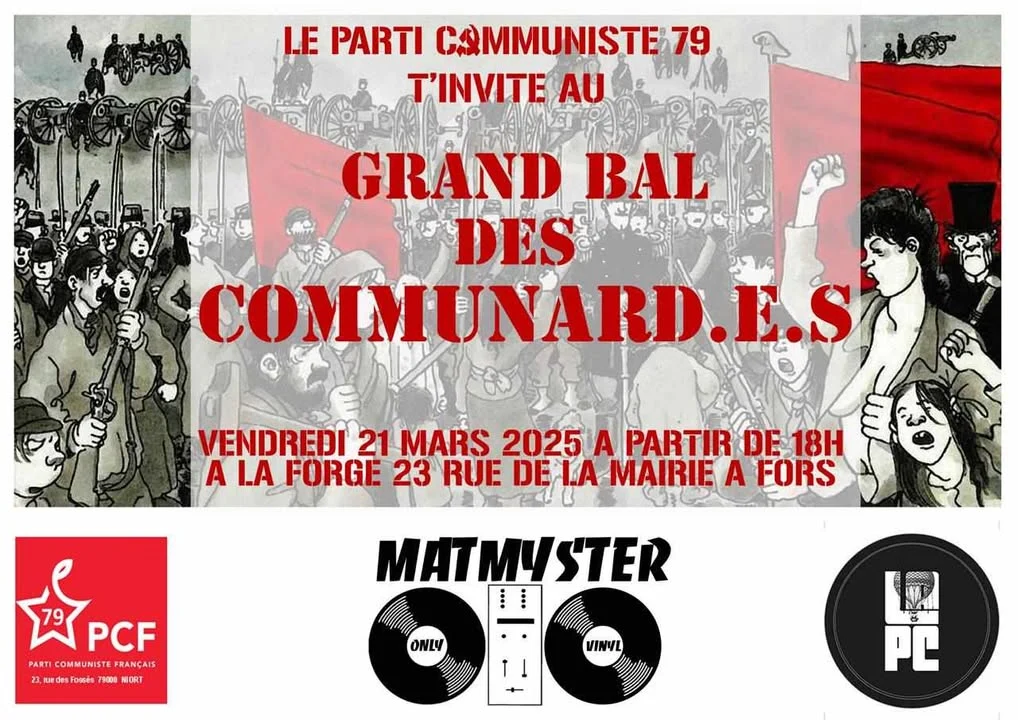 LE PARTI COMMUNISTE 79
T'INVITE AU
GRAND BAL
DES
COMMUNARD.E.S
VENDREDI 21 MARS 2025 A PARTIR DE 18H
A LA FORGE 23 RUE DE LA MAIRIE A FORS
79
PCF
PARTI COMMUNISTE FRANÇAIS
23, rue des Fossés 79000 NIORT
MATMYSTER
ONLY
VINYL
PC